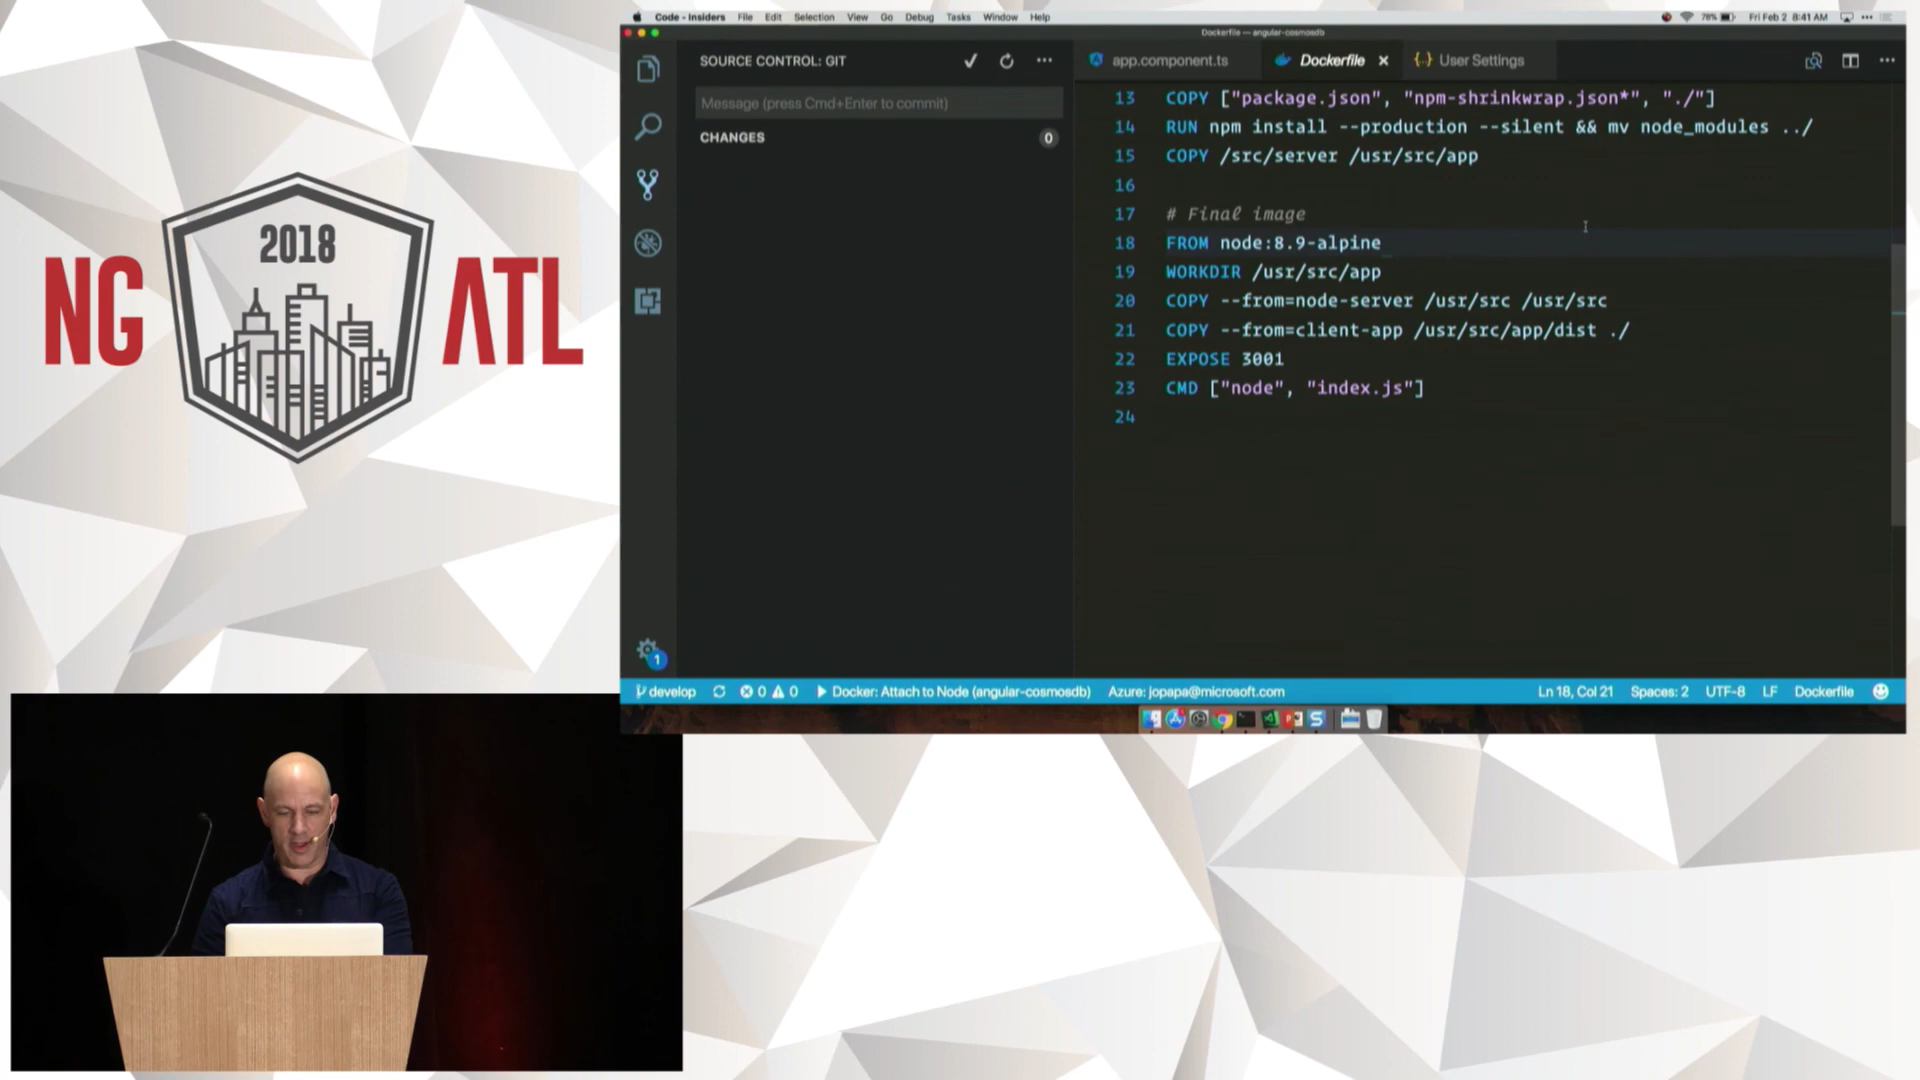 NG
2018
ATL
Code - Insiders File Edit Selection View Go Debug Tasks Window Help
78% Fri Feb 2 8:41 AM
Dockerfile — angular-cosmosdb
SOURCE CONTROL: GIT
Message (press Cmd+Enter to commit)
CHANGES 0
app.component.ts Dockerfile {..} User Settings
13 COPY ["package.json", "npm-shrinkwrap.json*", "./"]
14 RUN npm install --production --silent && mv node_modules ../
15 COPY /src/server /usr/src/app
16
17 # Final image
18 FROM node:8.9-alpine
19 WORKDIR /usr/src/app
20 COPY --from=node-server /usr/src /usr/src
21 COPY --from=client-app /usr/src/app/dist ./
22 EXPOSE 3001
23 CMD ["node", "index.js"]
24
1
develop 0 0 Docker: Attach to Node (angular-cosmosdb) Azure: jopapa@microsoft.com Ln 18, Col 21 Spaces: 2 UTF-8 LF Dockerfile